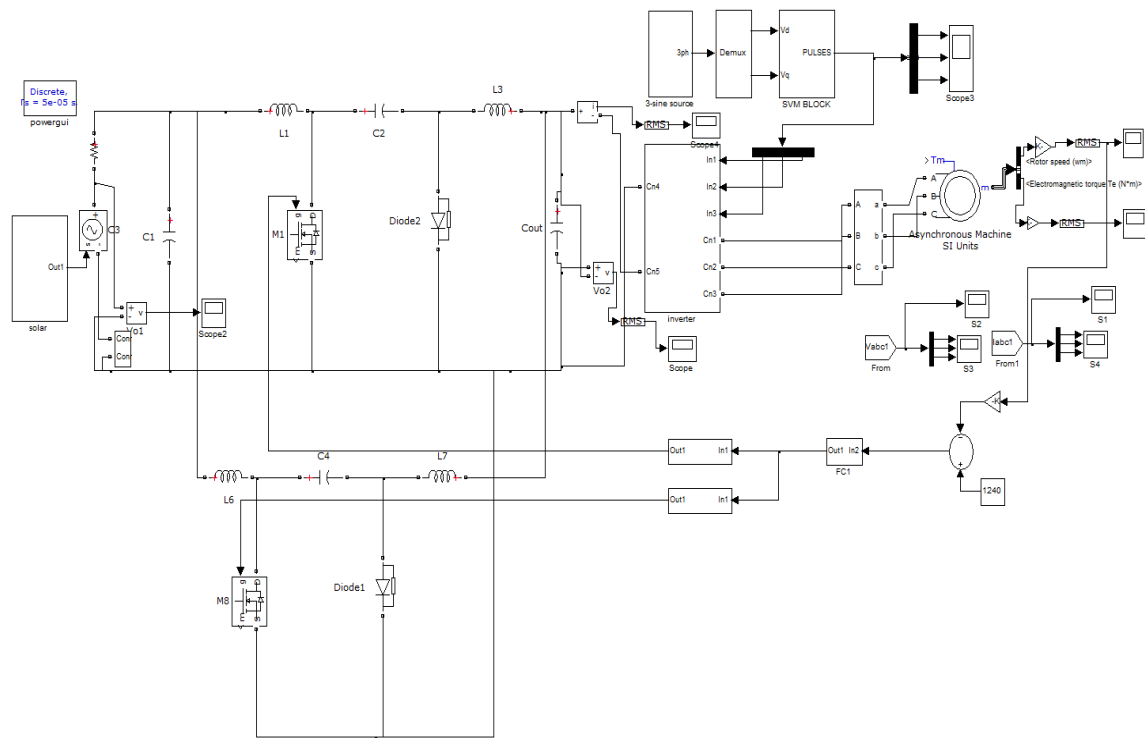 Discrete,
Ts = 5e-05 s.
powergui
3ph
3-sine source
Demux
Vd
Vq
PULSES
SVM BLOCK
Scope3
L1
C2
L3
i
+
-
RMS
Scope4
In1
In2
In3
Cn4
Cn5
Cn1
Cn2
Cn3
inverter
A
B
C
a
b
c
Tm
A
B
C
m
Asynchronous Machine
SI Units
K-
RMS
<Rotor speed (wm)>
<Electromagnetic torque Te (N*m)>
RMS
C3
s
+
-
C1
Out1
solar
+
-
v
Vo1
Scope2
Conr
Conr
M1
g
Diode2
Cout
+
-
v
Vo2
RMS
Scope
Vabc1
From
S2
S3
Iabc1
From1
S1
S4
-K-
Out1
In1
Out1
In2
FC1
−
+
1240
Out1
In1
L6
C4
L7
M8
g
Diode1